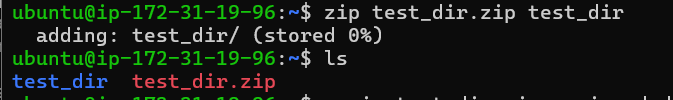 ubuntu@ip-172-31-19-96:~$ zip test_dir.zip test_dir
  adding: test_dir/ (stored 0%)
ubuntu@ip-172-31-19-96:~$ ls
test_dir  test_dir.zip